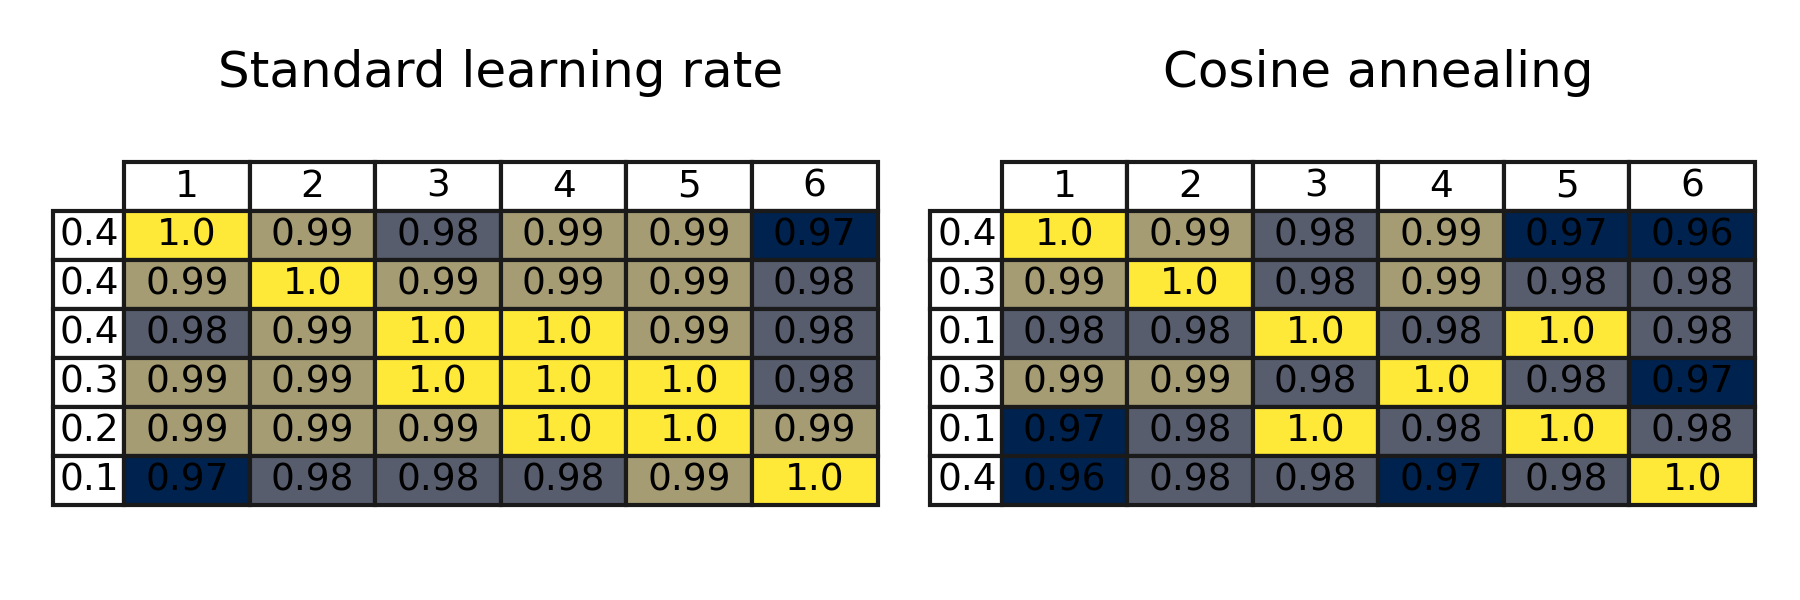 Standard learning rate
1 2 3 4 5 6
0.4 1.0 0.99 0.98 0.99 0.99 0.97
0.4 0.99 1.0 0.99 0.99 0.99 0.98
0.4 0.98 0.99 1.0 1.0 0.99 0.98
0.3 0.99 0.99 1.0 1.0 1.0 0.98
0.2 0.99 0.99 0.99 1.0 1.0 0.99
0.1 0.97 0.98 0.98 0.98 0.99 1.0
Cosine annealing
1 2 3 4 5 6
0.4 1.0 0.99 0.98 0.99 0.97 0.96
0.3 0.99 1.0 0.98 0.99 0.98 0.98
0.1 0.98 0.98 1.0 0.98 1.0 0.98
0.3 0.99 0.99 0.98 1.0 0.98 0.97
0.1 0.97 0.98 1.0 0.98 1.0 0.98
0.4 0.96 0.98 0.98 0.97 0.98 1.0